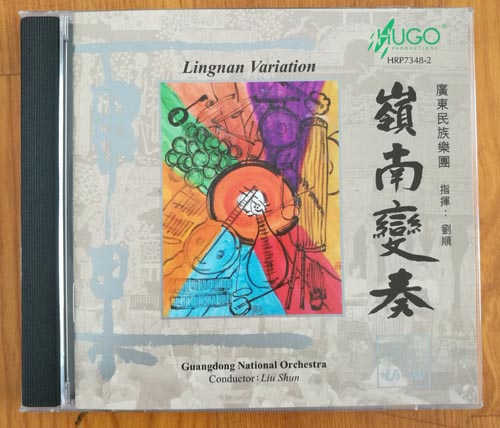 HUGO
PRODUCTIONS
HRP7348-2
Lingnan Variation
廣東民族樂團 指揮：劉順
嶺南變奏
Guangdong National Orchestra
Conductor: Liu Shun